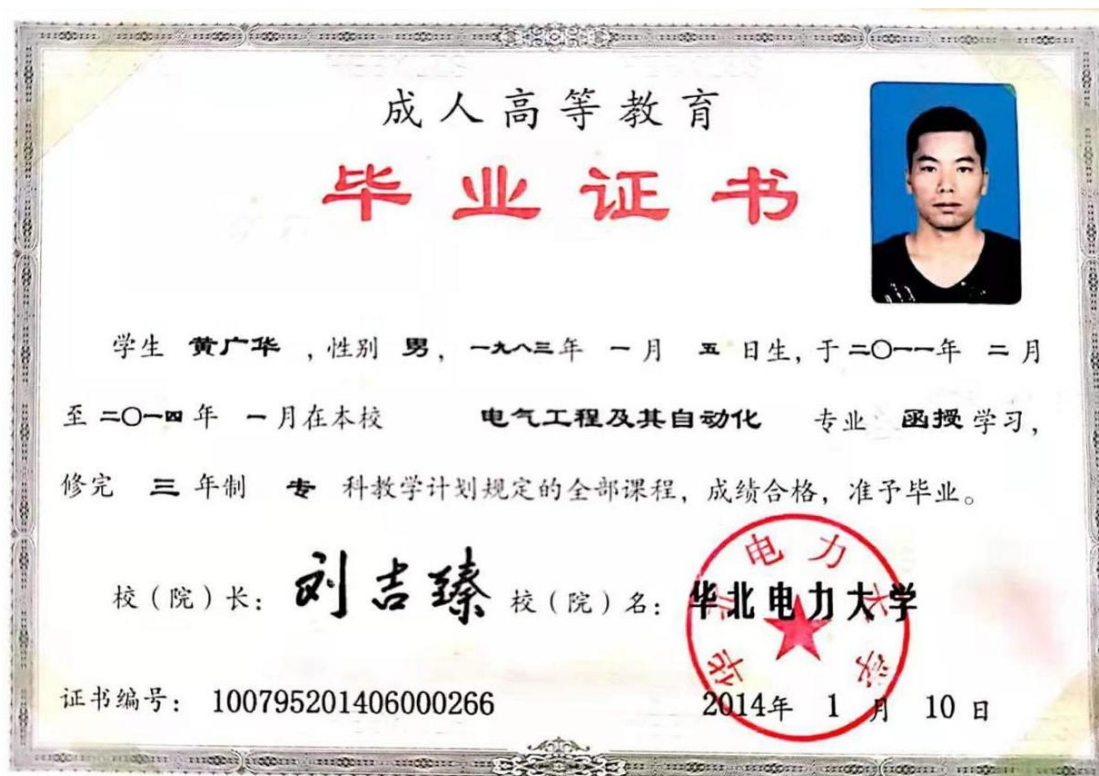 成人高等教育
毕业证书
学生 黄广华 ，性别 男， 一九八三年 一月 五 日生，于二〇一一年 二月
至二〇一四年 一月在本校 电气工程及其自动化 专业 函授学习，
修完 三 年制 专 科教学计划规定的全部课程，成绩合格，准予毕业。
校（院）长： 刘吉臻 校（院）名： 华北电力大学
华北电力大学
证书编号： 100795201406000266 2014年 1 月 10 日